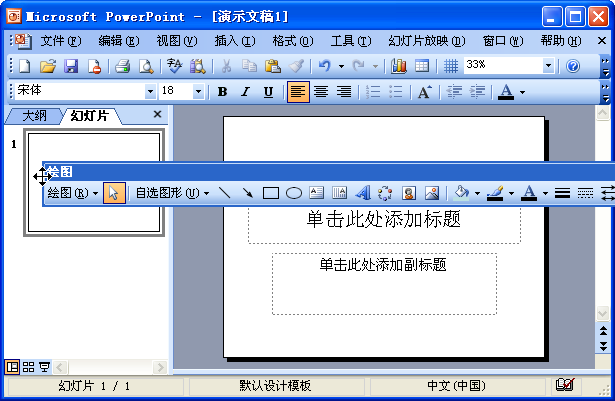 Microsoft PowerPoint - [演示文稿1]
文件(F) 编辑(E) 视图(V) 插入(I) 格式(O) 工具(T) 幻灯片放映(D) 窗口(W) 帮助(H)
33%
宋体 18 B I U A A
大纲 幻灯片
1
绘图
绘图(R) 自选图形(U) A A
单击此处添加标题
单击此处添加副标题
幻灯片 1 / 1 默认设计模板 中文(中国)